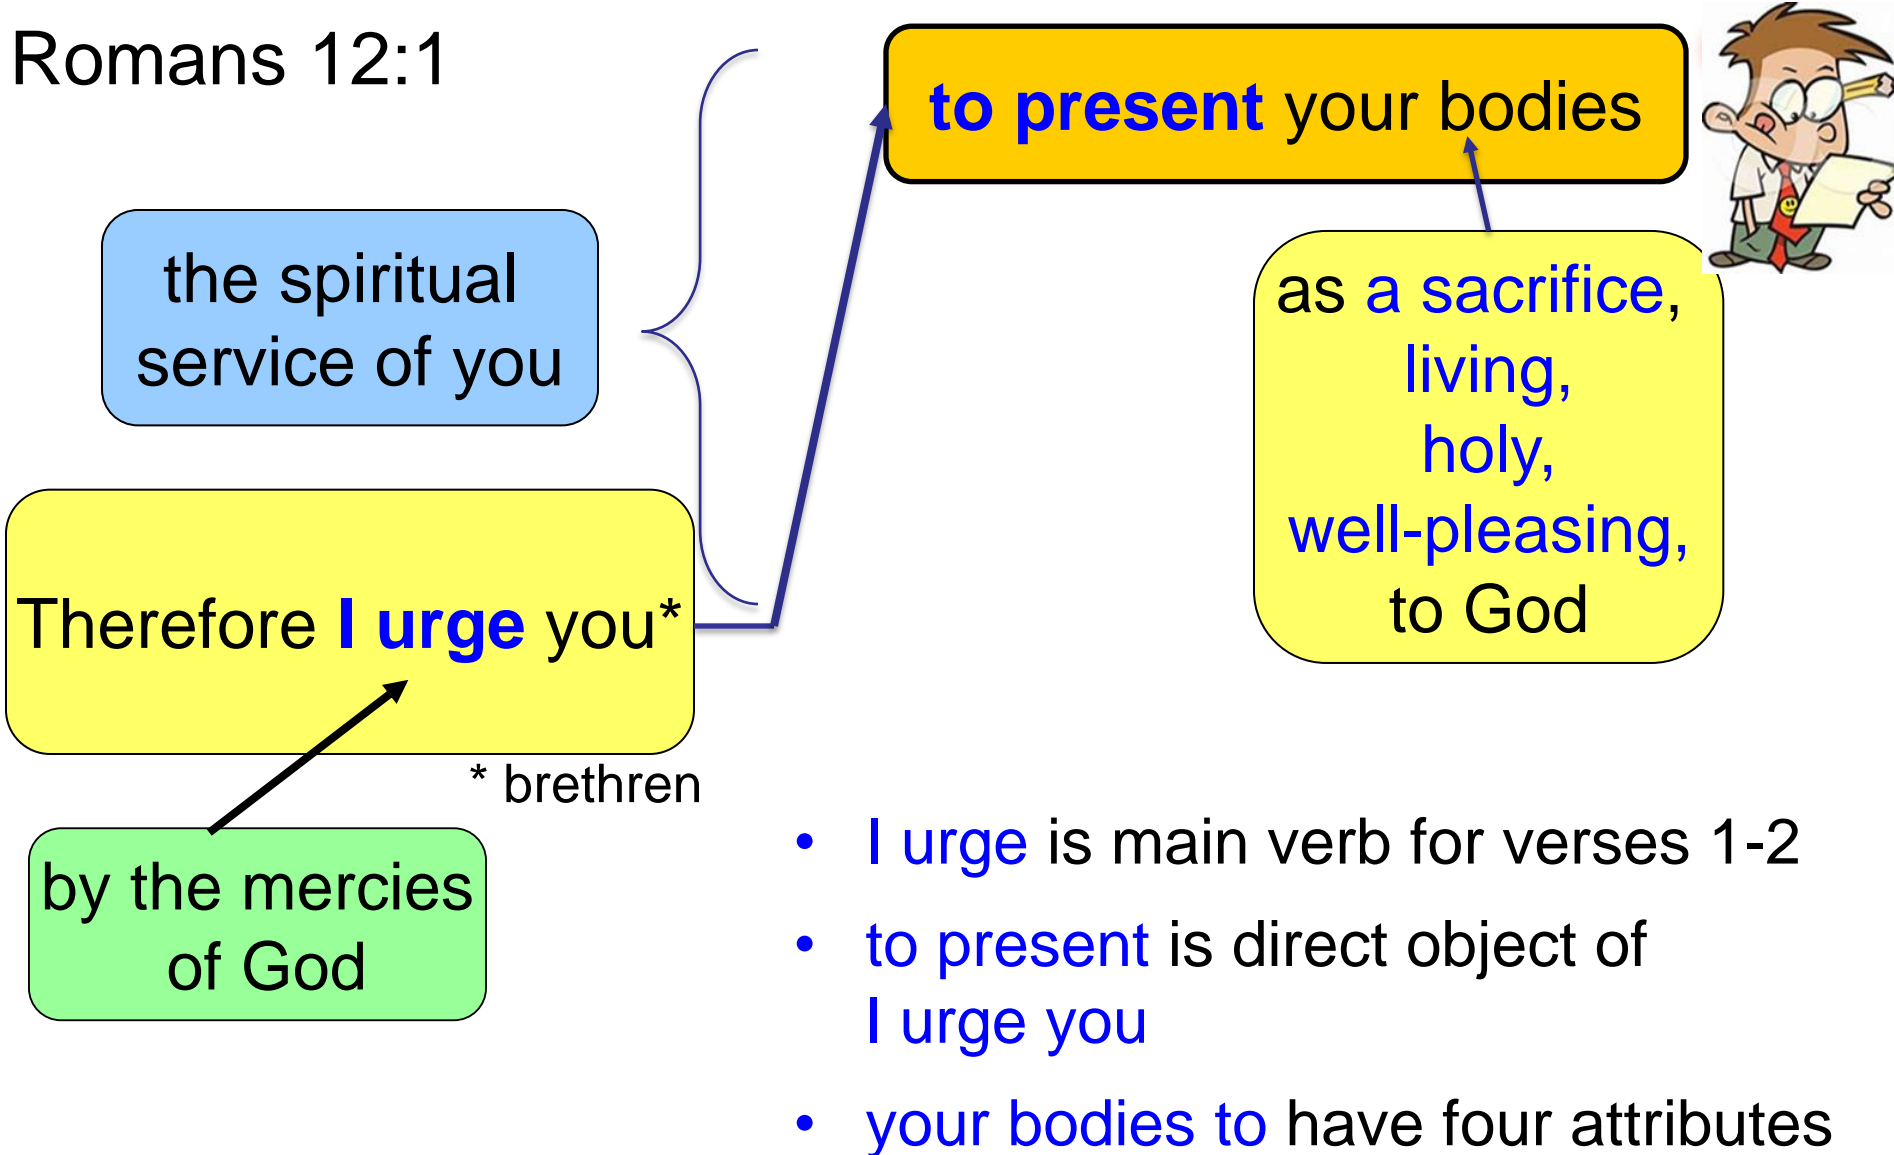 Romans 12:1
to present your bodies
the spiritual
service of you
as a sacrifice,
living,
holy,
well-pleasing,
to God
Therefore I urge you*
* brethren
by the mercies
of God
• I urge is main verb for verses 1-2
• to present is direct object of
I urge you
• your bodies to have four attributes